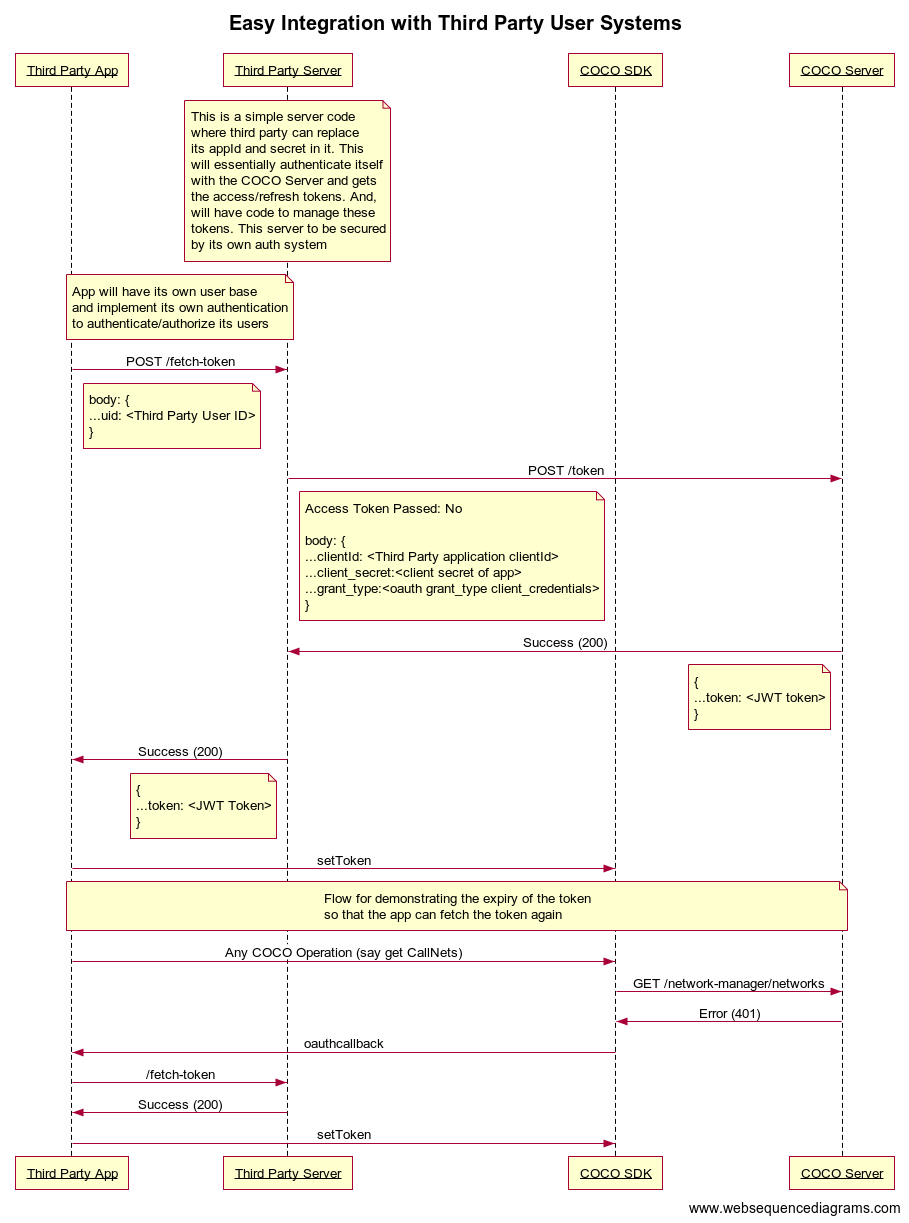 Easy Integration with Third Party User Systems
Third Party App
Third Party Server
COCO SDK
COCO Server
This is a simple server code
where third party can replace
its appId and secret in it. This
will essentially authenticate itself
with the COCO Server and gets
the access/refresh tokens. And,
will have code to manage these
tokens. This server to be secured
by its own auth system
App will have its own user base
and implement its own authentication
to authenticate/authorize its users
POST /fetch-token
body: {
...uid: <Third Party User ID>
}
POST /token
Access Token Passed: No
body: {
...clientId: <Third Party application clientId>
...client_secret:<client secret of app>
...grant_type:<oauth grant_type client_credentials>
}
Success (200)
{
...token: <JWT token>
}
Success (200)
{
...token: <JWT Token>
}
setToken
Flow for demonstrating the expiry of the token
so that the app can fetch the token again
Any COCO Operation (say get CallNets)
GET /network-manager/networks
Error (401)
oauthcallback
/fetch-token
Success (200)
setToken
Third Party App
Third Party Server
COCO SDK
COCO Server
www.websequencediagrams.com